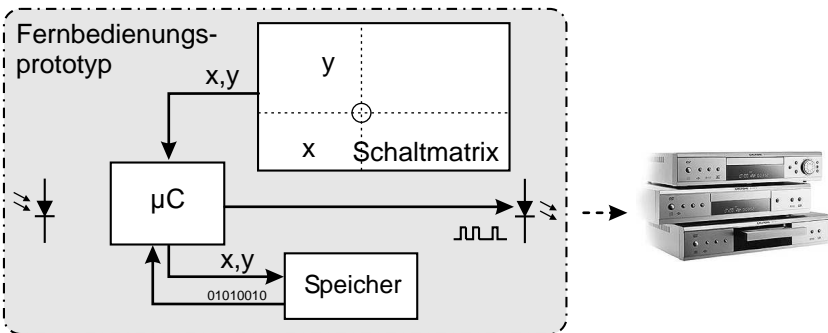 Fernbedienungs-
prototyp
x,y
y
x
Schaltmatrix
µC
x,y
01010010
Speicher